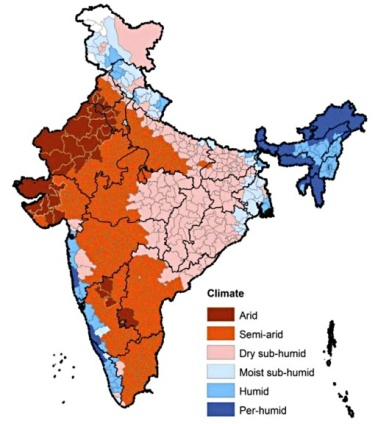 Climate
Arid
Semi-arid
Dry sub-humid
Moist sub-humid
Humid
Per-humid